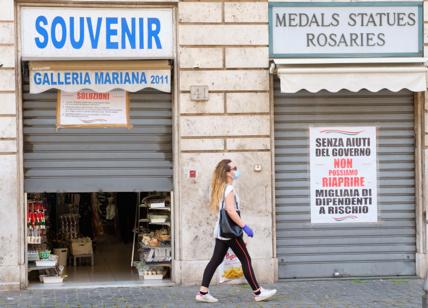 SOUVENIR
GALLERIA MARIANA 2011
SOLUZIONI
MEDALS STATUES
ROSARIES
SENZA AIUTI
DEL GOVERNO
NON
POSSIAMO
RIAPRIRE
MIGLIAIA DI
DIPENDENTI
A RISCHIO